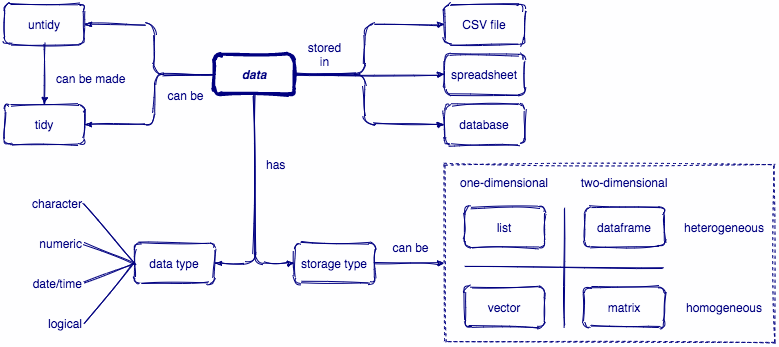 untidy
can be made
tidy
can be
data
stored
in
CSV file
spreadsheet
database
has
character
numeric
date/time
logical
data type
storage type
can be
one-dimensional two-dimensional
list dataframe heterogeneous
vector matrix homogeneous